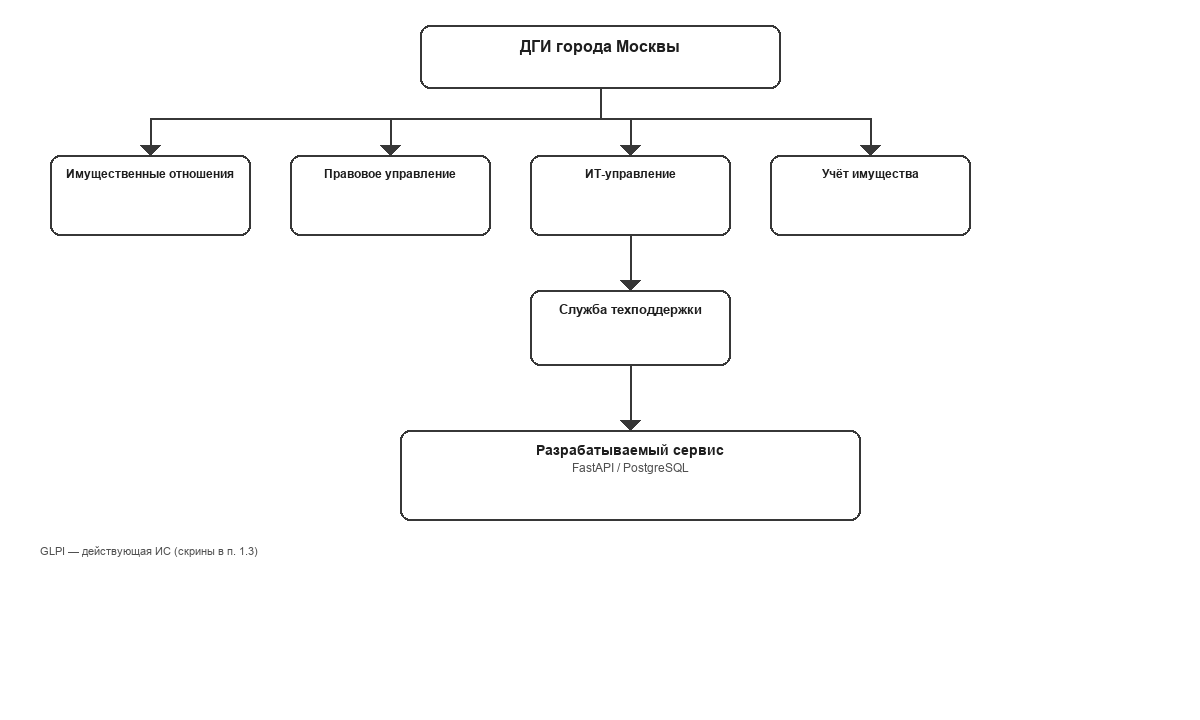 ДГИ города Москвы
Имущественные отношения
Правовое управление
ИТ-управление
Учёт имущества
Служба техподдержки
Разрабатываемый сервис
FastAPI / PostgreSQL
GLPI — действующая ИС (скрины в п. 1.3)